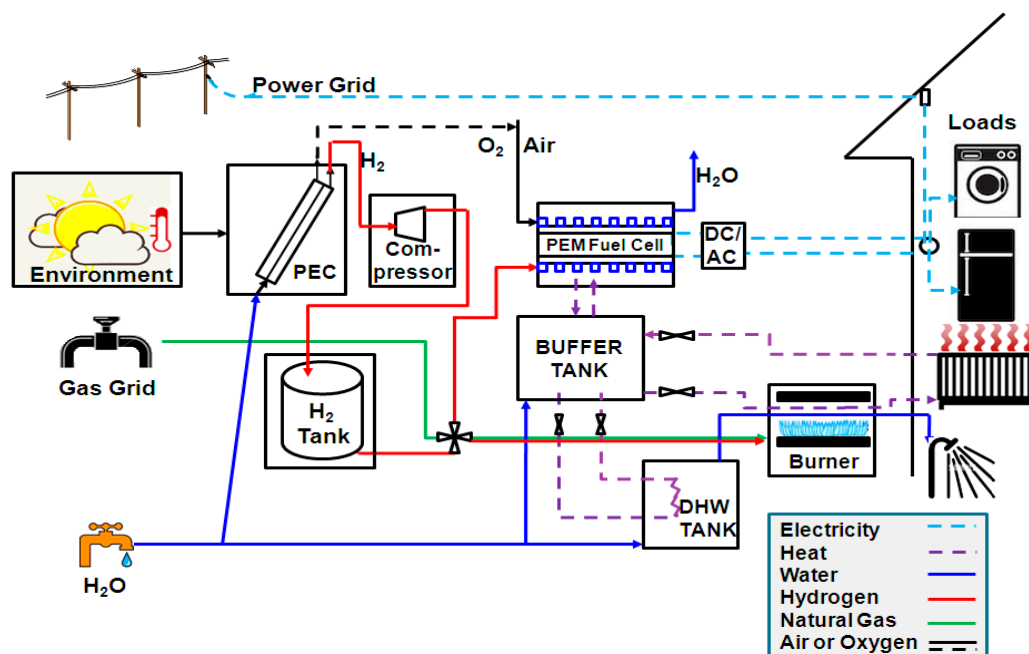 Power Grid
Loads
O₂
Air
H₂
H₂O
Environment
PEC
Com-
pressor
PEM Fuel Cell
DC/
AC
Gas Grid
BUFFER
TANK
H₂
Tank
Burner
DHW
TANK
H₂O
Electricity
Heat
Water
Hydrogen
Natural Gas
Air or Oxygen